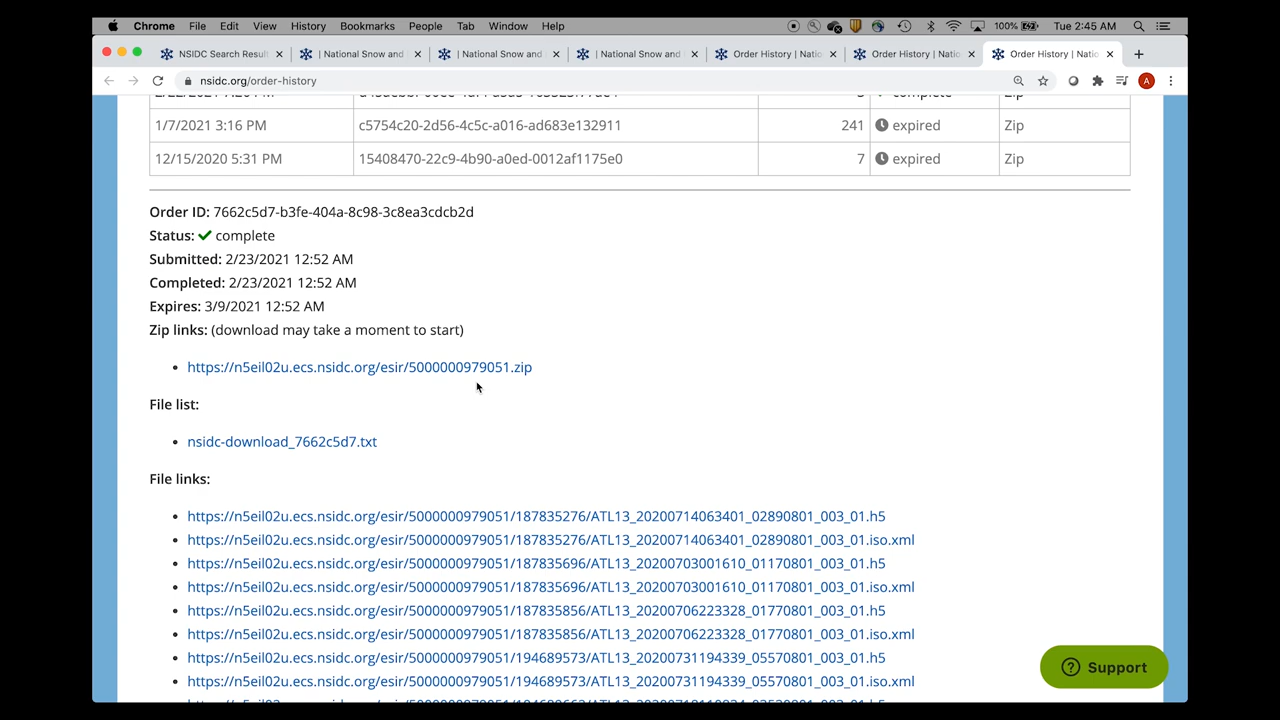 Chrome File Edit View History Bookmarks People Tab Window Help 100% Tue 2:45 AM
NSIDC Search Resul × | National Snow and × | National Snow and × | National Snow and × Order History | Natio × Order History | Natio × Order History | Natio × +
nsidc.org/order-history A
1/7/2021 3:16 PM c5754c20-2d56-4c5c-a016-ad683e132911 241 expired Zip
12/15/2020 5:31 PM 15408470-22c9-4b90-a0ed-0012af1175e0 7 expired Zip
Order ID: 7662c5d7-b3fe-404a-8c98-3c8ea3cdcb2d
Status: complete
Submitted: 2/23/2021 12:52 AM
Completed: 2/23/2021 12:52 AM
Expires: 3/9/2021 12:52 AM
Zip links: (download may take a moment to start)
• https://n5eil02u.ecs.nsidc.org/esir/5000000979051.zip
File list:
• nsidc-download_7662c5d7.txt
File links:
• https://n5eil02u.ecs.nsidc.org/esir/5000000979051/187835276/ATL13_20200714063401_02890801_003_01.h5
• https://n5eil02u.ecs.nsidc.org/esir/5000000979051/187835276/ATL13_20200714063401_02890801_003_01.iso.xml
• https://n5eil02u.ecs.nsidc.org/esir/5000000979051/187835696/ATL13_20200703001610_01170801_003_01.h5
• https://n5eil02u.ecs.nsidc.org/esir/5000000979051/187835696/ATL13_20200703001610_01170801_003_01.iso.xml
• https://n5eil02u.ecs.nsidc.org/esir/5000000979051/187835856/ATL13_20200706223328_01770801_003_01.h5
• https://n5eil02u.ecs.nsidc.org/esir/5000000979051/187835856/ATL13_20200706223328_01770801_003_01.iso.xml
• https://n5eil02u.ecs.nsidc.org/esir/5000000979051/194689573/ATL13_20200731194339_05570801_003_01.h5
• https://n5eil02u.ecs.nsidc.org/esir/5000000979051/194689573/ATL13_20200731194339_05570801_003_01.iso.xml
Support